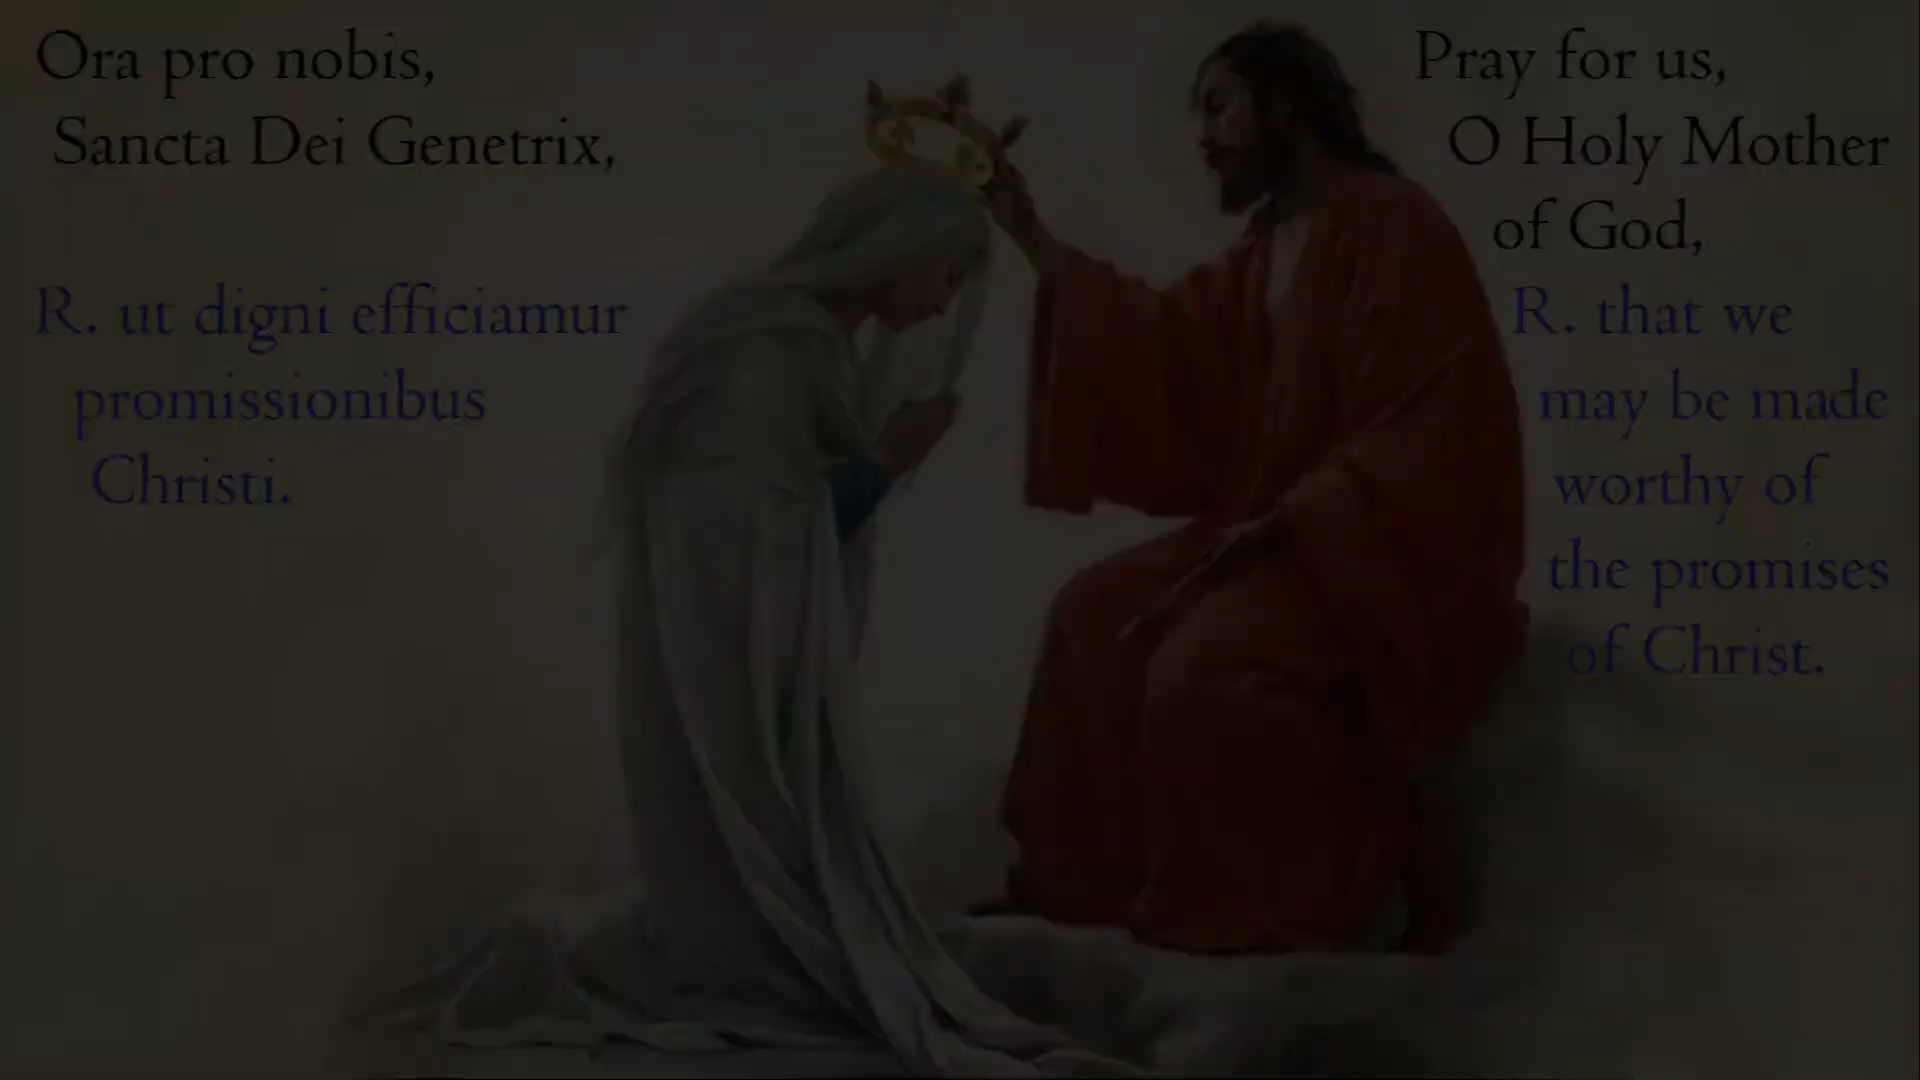 Ora pro nobis,
Sancta Dei Genetrix,
R. ut digni efficiamur
promissionibus
Christi.
Pray for us,
O Holy Mother
of God,
R. that we
may be made
worthy of
the promises
of Christ.